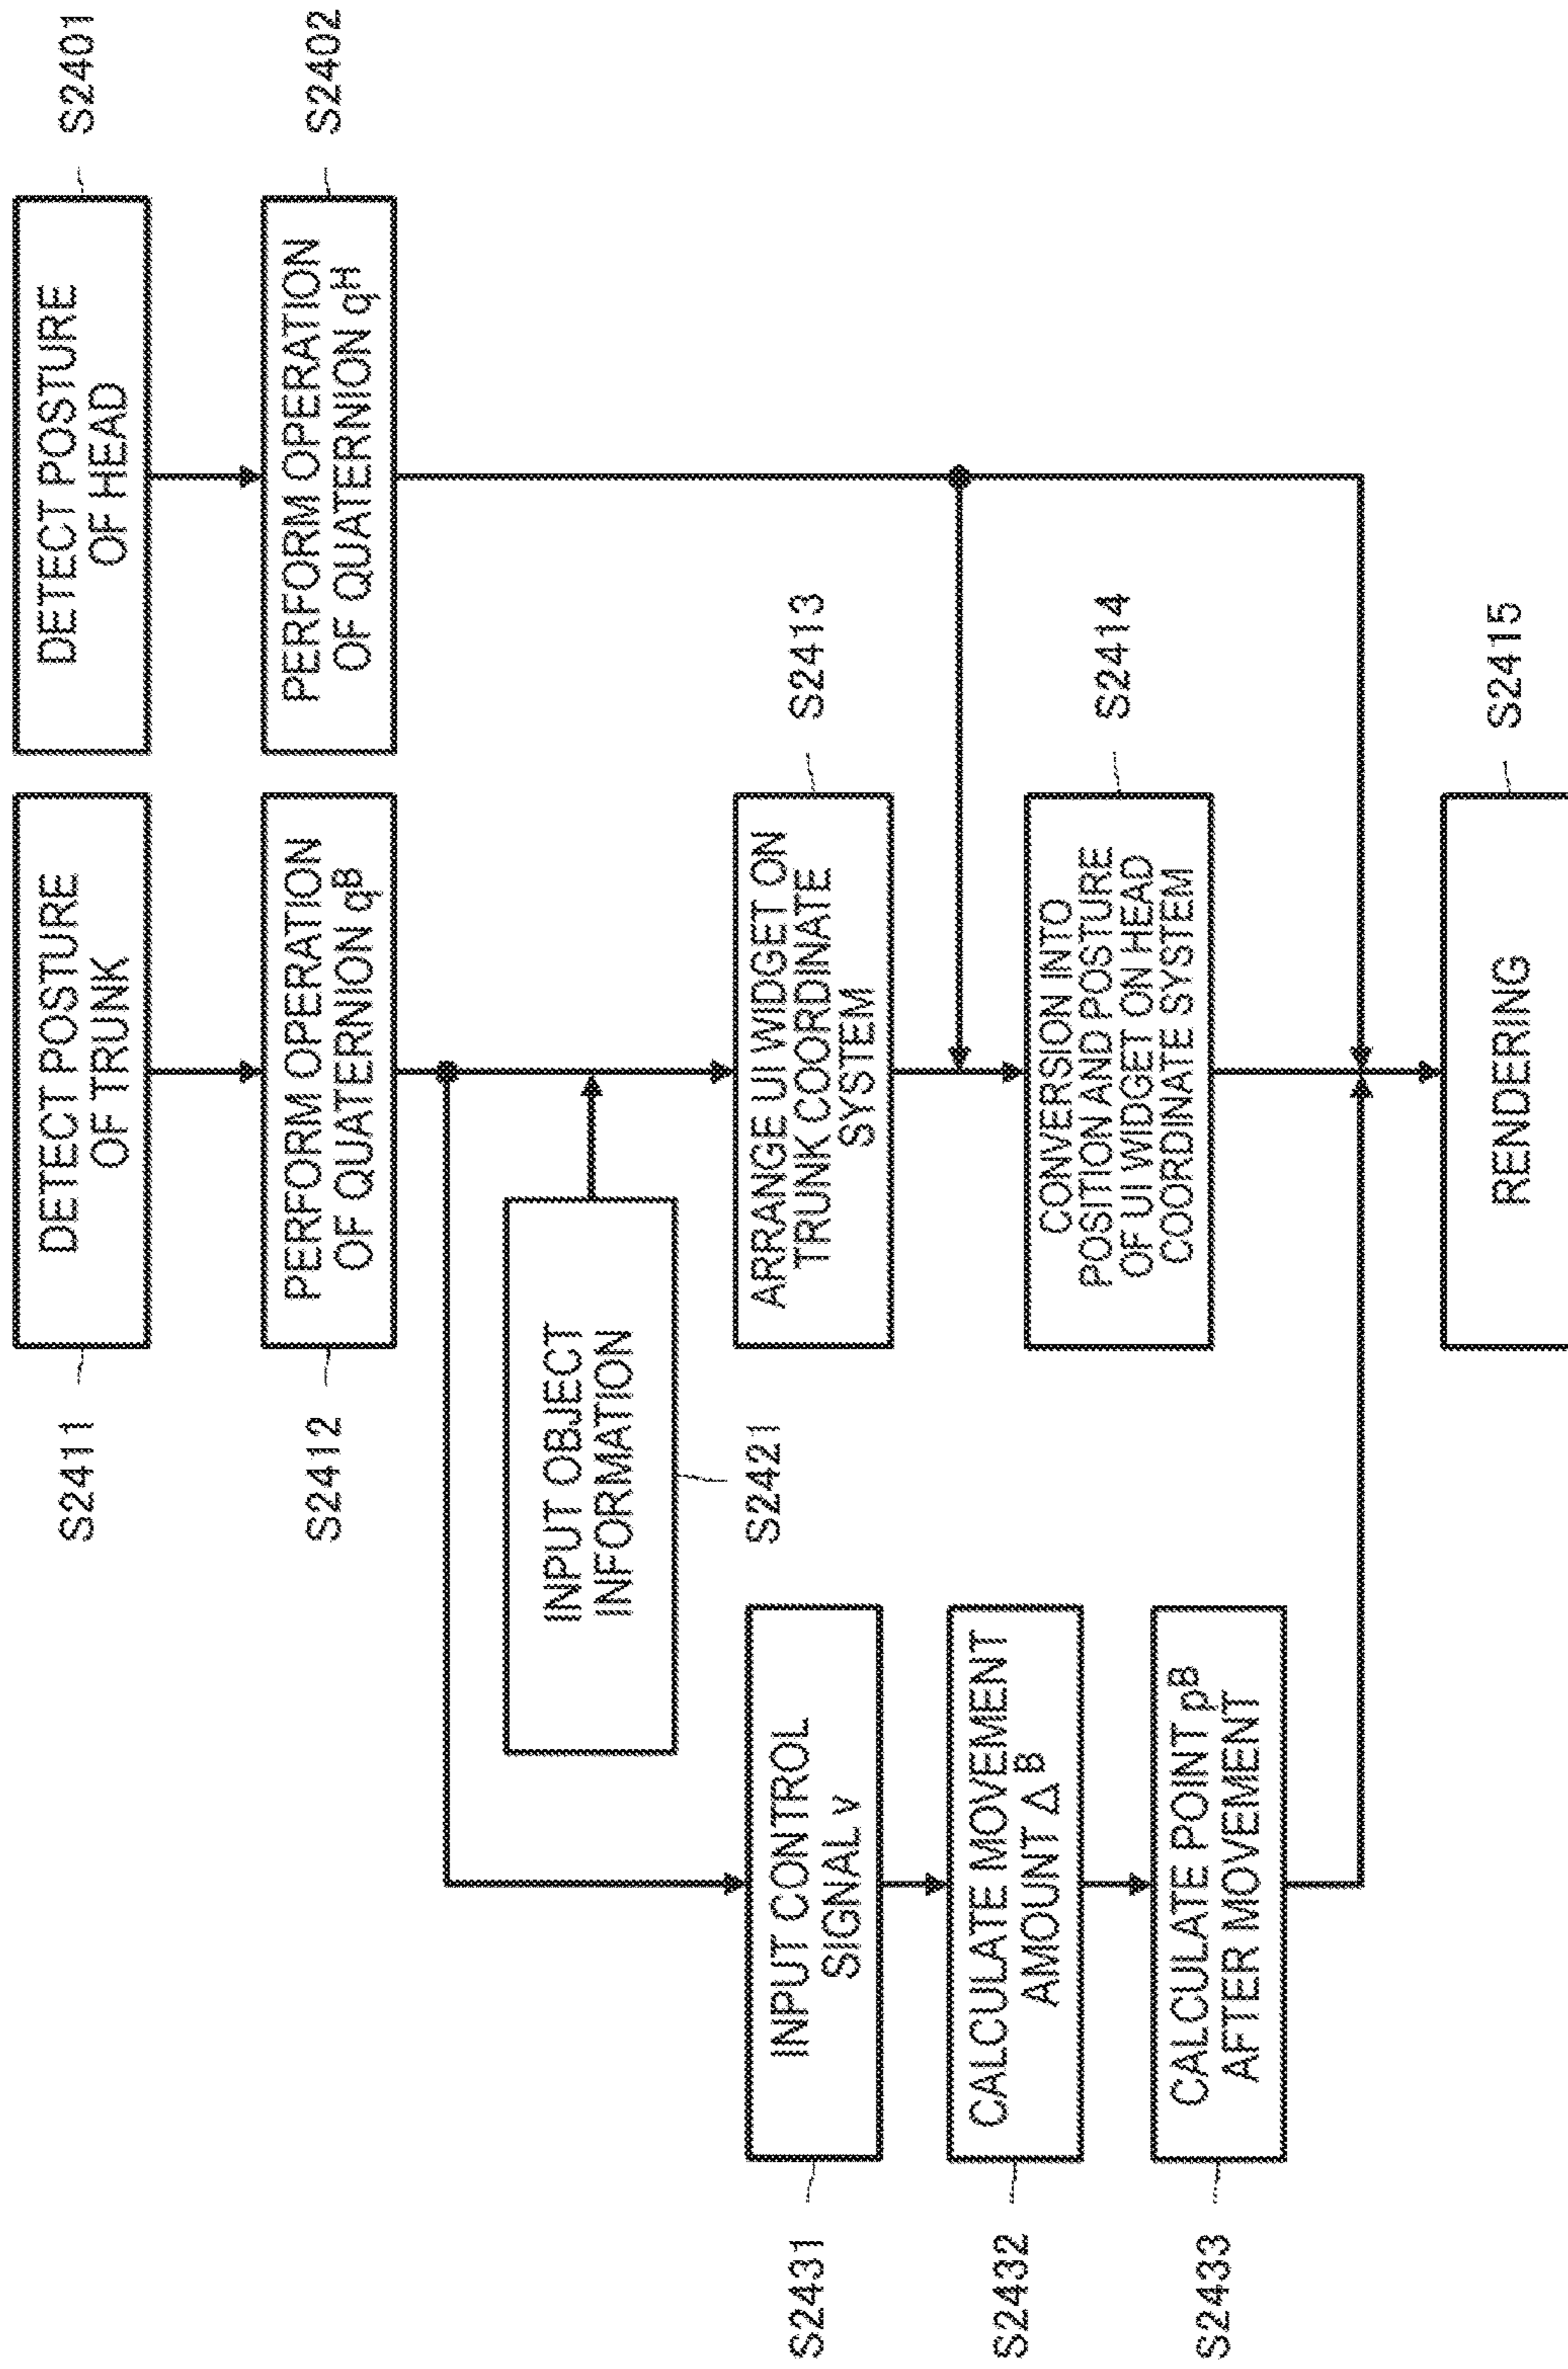 S2411
DETECT POSTURE
OF TRUNK
DETECT POSTURE
OF HEAD
S2401
S2412
PERFORM OPERATION
OF QUATERNION qᴮ
PERFORM OPERATION
OF QUATERNION qᴴ
S2402
INPUT OBJECT
INFORMATION
S2421
S2431
INPUT CONTROL
SIGNAL v
ARRANGE UI WIDGET ON
TRUNK COORDINATE
SYSTEM
S2413
S2432
CALCULATE MOVEMENT
AMOUNT Δᴮ
CONVERSION INTO
POSITION AND POSTURE
OF UI WIDGET ON HEAD
COORDINATE SYSTEM
S2414
S2433
CALCULATE POINT pᴮ
AFTER MOVEMENT
RENDERING
S2415